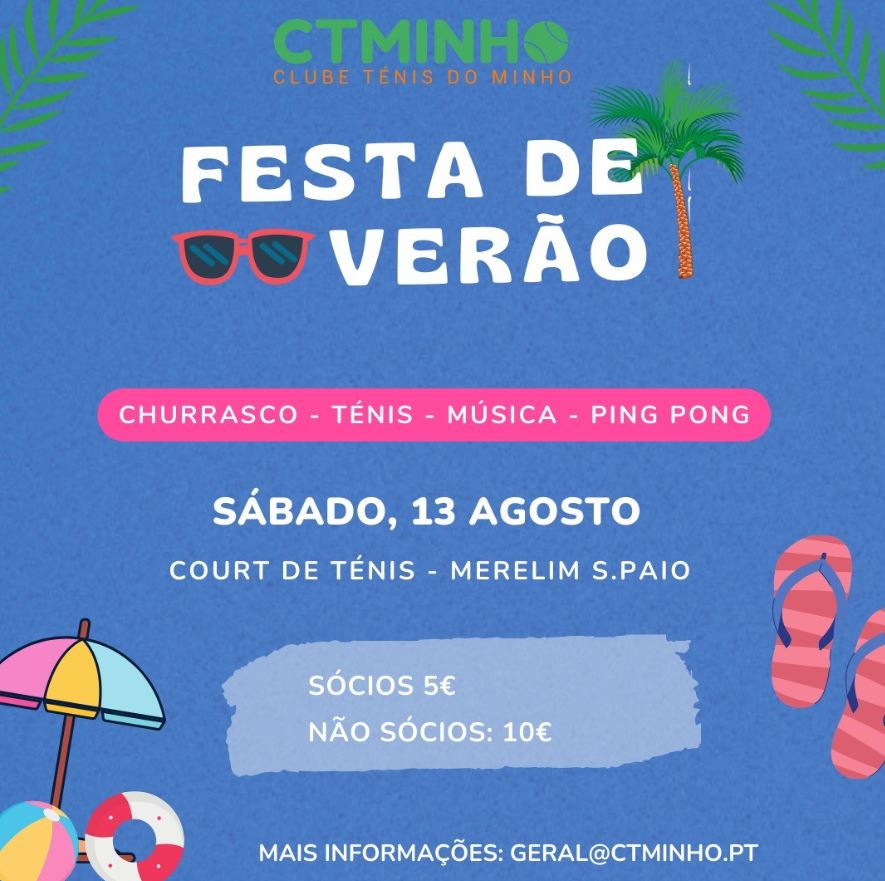 CTMINHO
CLUBE TÉNIS DO MINHO
FESTA DE
VERÃO
CHURRASCO - TÉNIS - MÚSICA - PING PONG
SÁBADO, 13 AGOSTO
COURT DE TÉNIS - MERELIM S.PAIO
SÓCIOS 5€
NÃO SÓCIOS: 10€
MAIS INFORMAÇÕES: GERAL@CTMINHO.PT